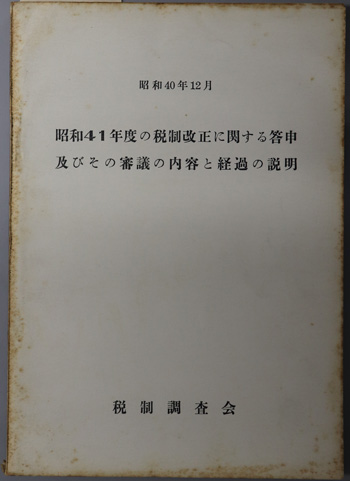 昭和40年12月
昭和41年度の税制改正に関する答申
及びその審議の内容と経過の説明
税制調査会